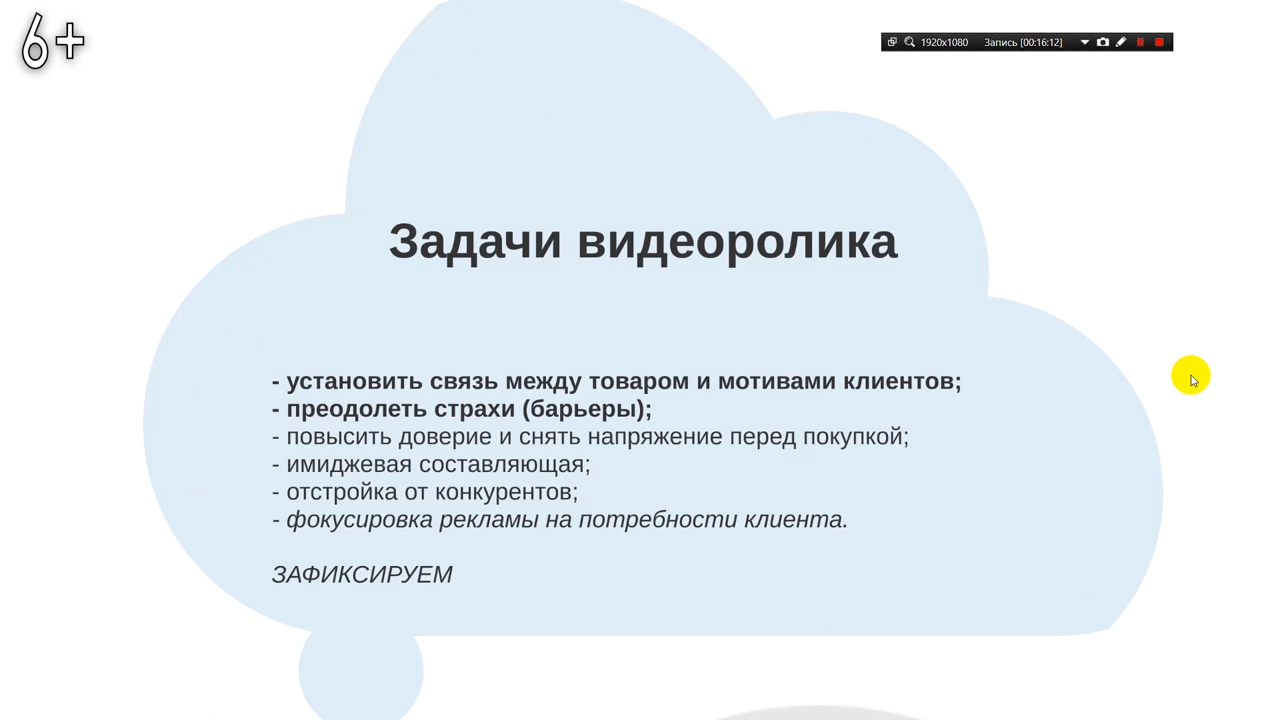 6+
1920x1080 Запись [00:16:12]
Задачи видеоролика
- установить связь между товаром и мотивами клиентов;
- преодолеть страхи (барьеры);
- повысить доверие и снять напряжение перед покупкой;
- имиджевая составляющая;
- отстройка от конкурентов;
- фокусировка рекламы на потребности клиента.
ЗАФИКСИРУЕМ